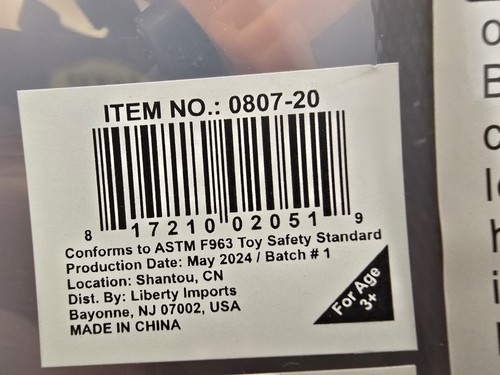 ITEM NO.: 0807-20
8 17210 02051 9
Conforms to ASTM F963 Toy Safety Standard
Production Date: May 2024 / Batch # 1
Location: Shantou, CN
Dist. By: Liberty Imports
Bayonne, NJ 07002, USA
MADE IN CHINA
For Age
3+